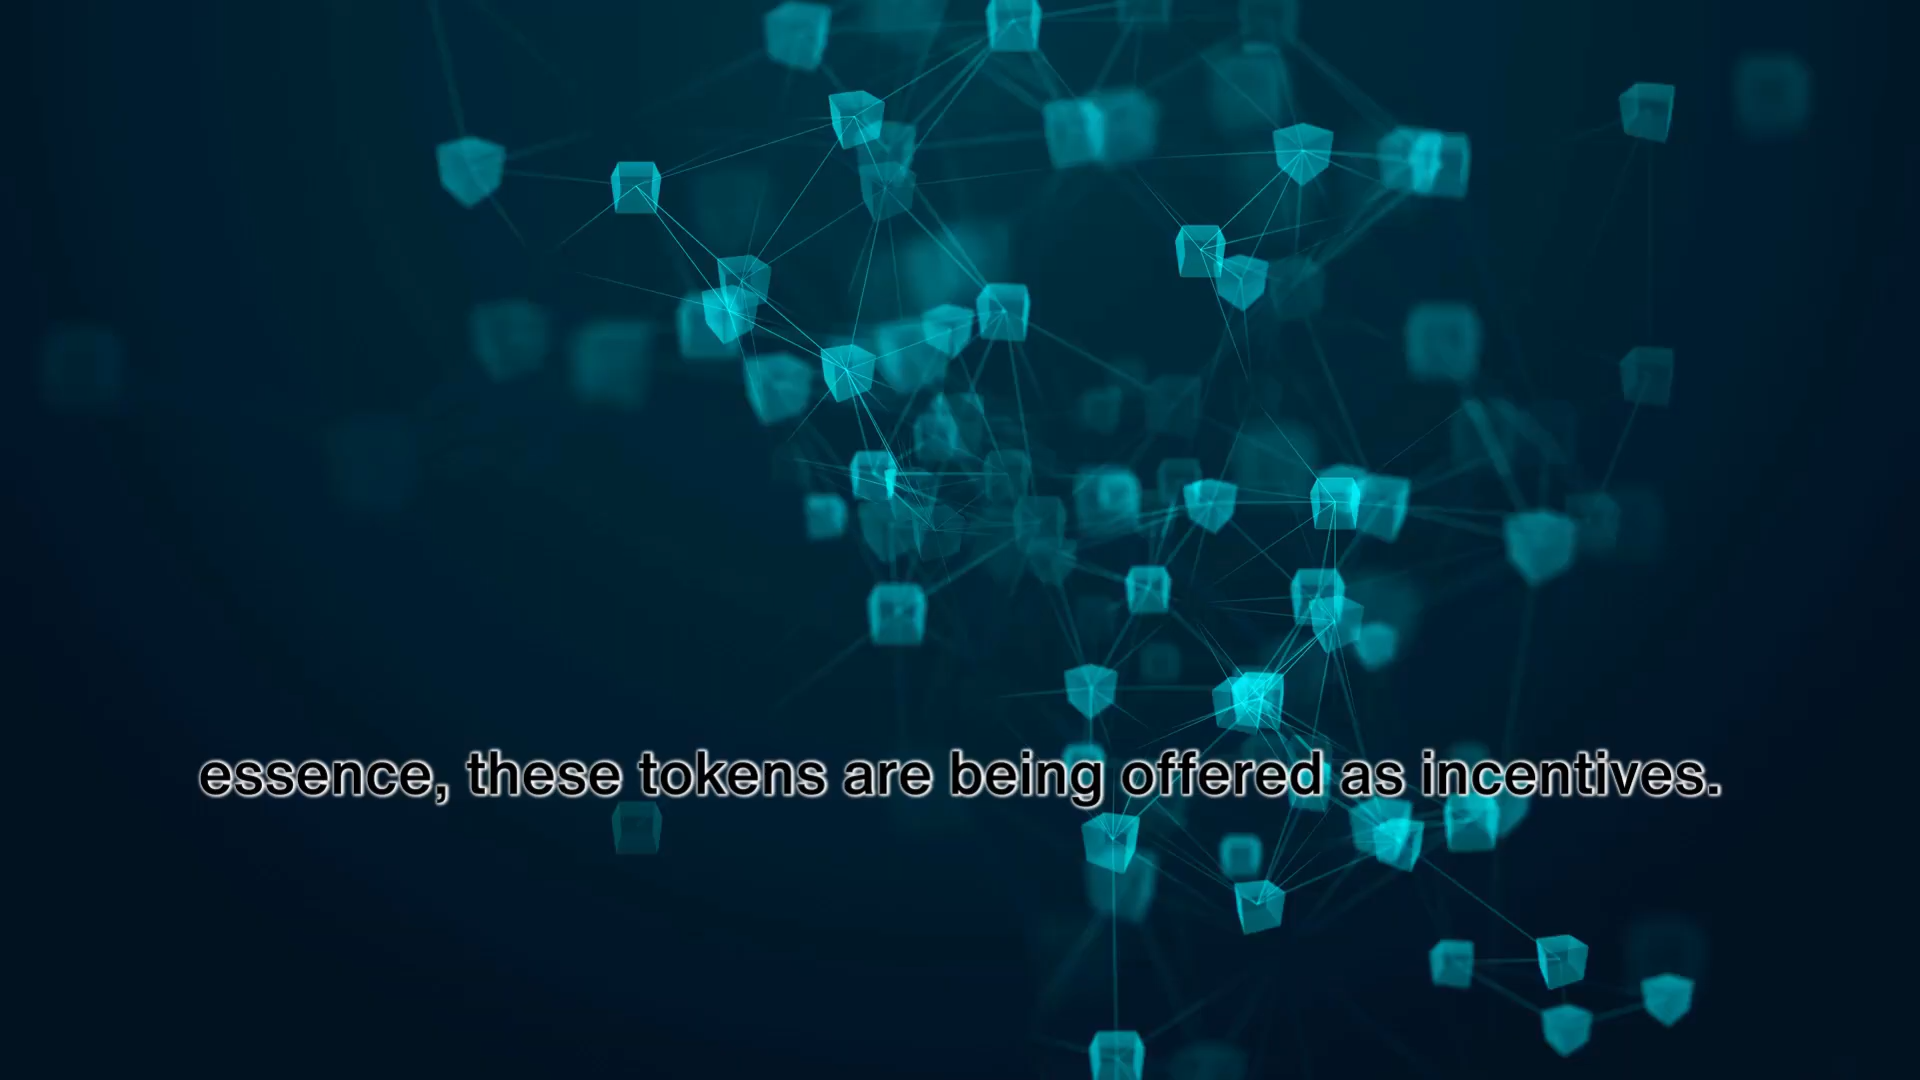 essence, these tokens are being offered as incentives.